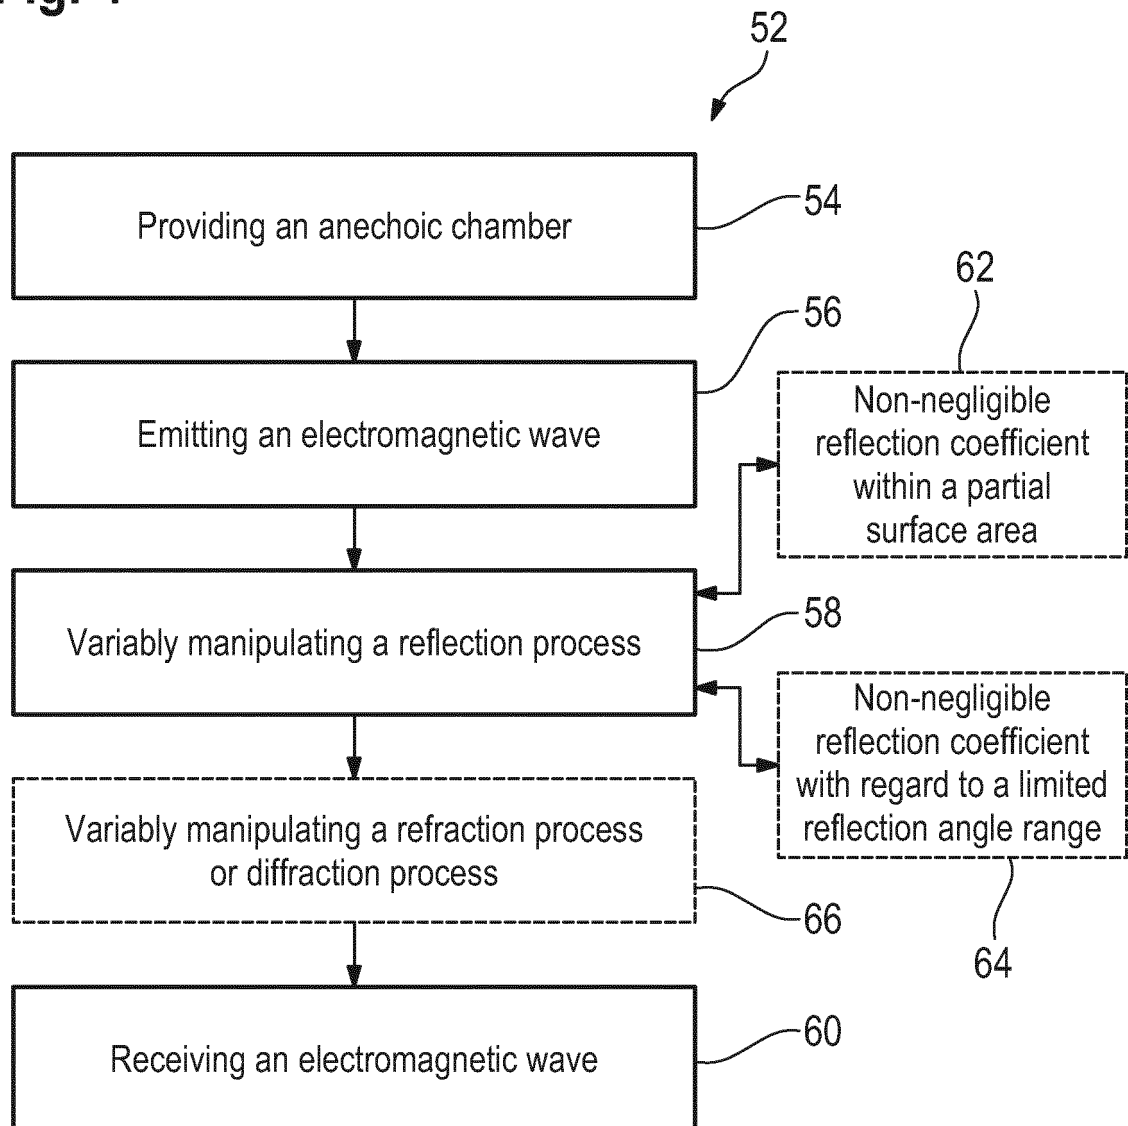 52
Providing an anechoic chamber
54
62
56
Emitting an electromagnetic wave
Non-negligible
reflection coefficient
within a partial
surface area
58
Variably manipulating a reflection process
Non-negligible
reflection coefficient
with regard to a limited
reflection angle range
Variably manipulating a refraction process
or diffraction process
66
64
60
Receiving an electromagnetic wave